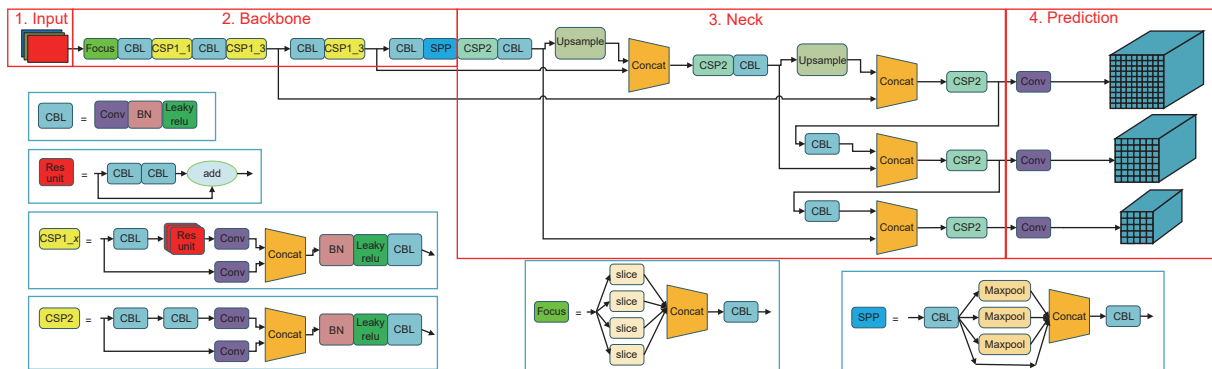 1. Input
2. Backbone
3. Neck
4. Prediction
Focus CBL CSP1_1 CBL CSP1_3 CBL CSP1_3 CBL SPP CSP2 CBL
Upsample
Concat
CSP2 CBL
Upsample
Concat
CSP2
Conv
CBL
Concat
CSP2
Conv
CBL
Concat
CSP2
Conv
CBL = Conv BN Leaky
relu
Res
unit = CBL CBL add
CSP1_x = CBL Res
unit Conv
Conv
Concat
BN Leaky
relu CBL
CSP2 = CBL CBL Conv
Conv
Concat
BN Leaky
relu CBL
Focus =
slice
slice
slice
slice
Concat
CBL
SPP = CBL
Maxpool
Maxpool
Maxpool
Concat
CBL